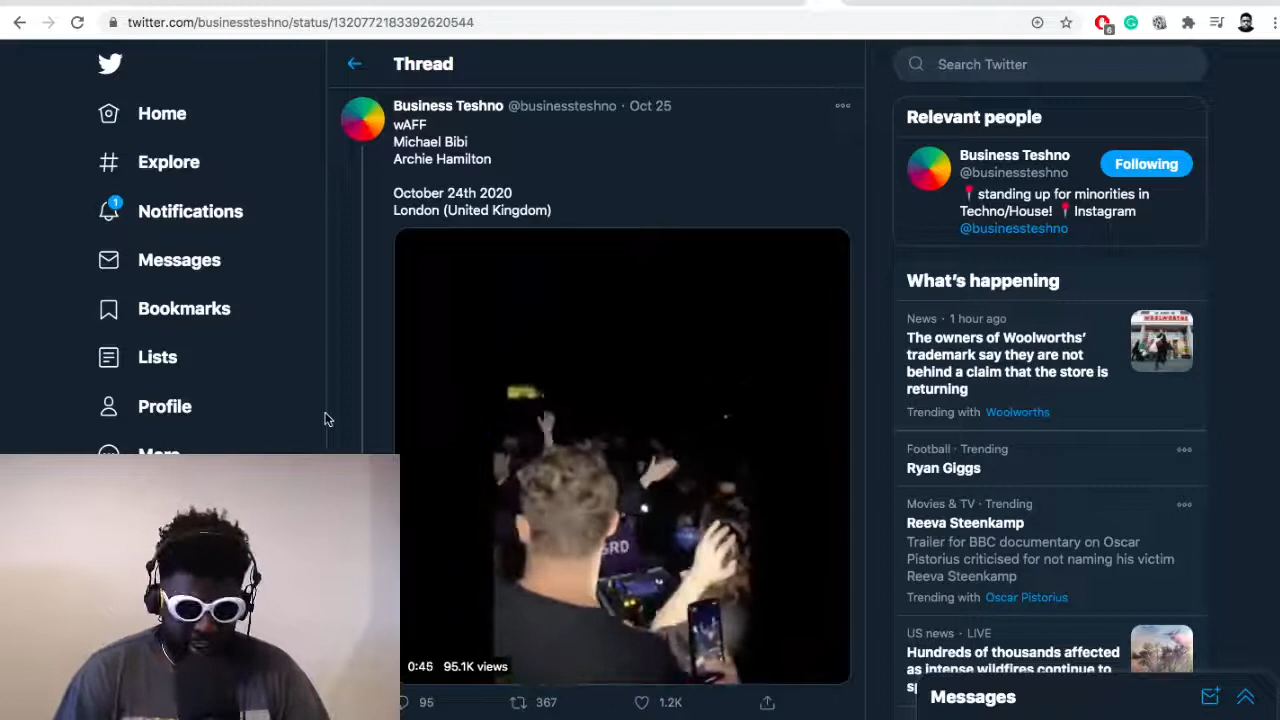 twitter.com/businessteshno/status/1320772183392620544
6
Home
Explore
1
Notifications
Messages
Bookmarks
Lists
Profile
More
Thread
Business Teshno @businessteshno · Oct 25
wAFF
Michael Bibi
Archie Hamilton
October 24th 2020
London (United Kingdom)
SRD
0:45 95.1K views
95
367
1.2K
Search Twitter
Relevant people
Business Teshno
@businessteshno
Following
📍standing up for minorities in
Techno/House! 📍Instagram
@businessteshno
What's happening
News · 1 hour ago
The owners of Woolworths'
trademark say they are not
behind a claim that the store is
returning
Trending with Woolworths
Football · Trending
Ryan Giggs
Movies & TV · Trending
Reeva Steenkamp
Trailer for BBC documentary on Oscar
Pistorius criticised for not naming his victim
Reeva Steenkamp
Trending with Oscar Pistorius
US news · LIVE
Hundreds of thousands affected
as intense wildfires continue to
Messages